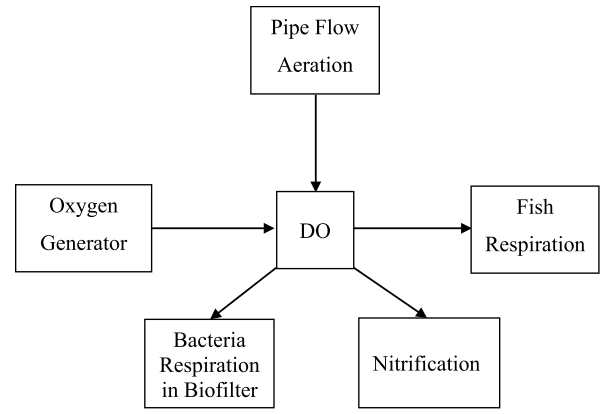 Pipe Flow
Aeration
Oxygen
Generator
DO
Fish
Respiration
Bacteria
Respiration
in Biofilter
Nitrification